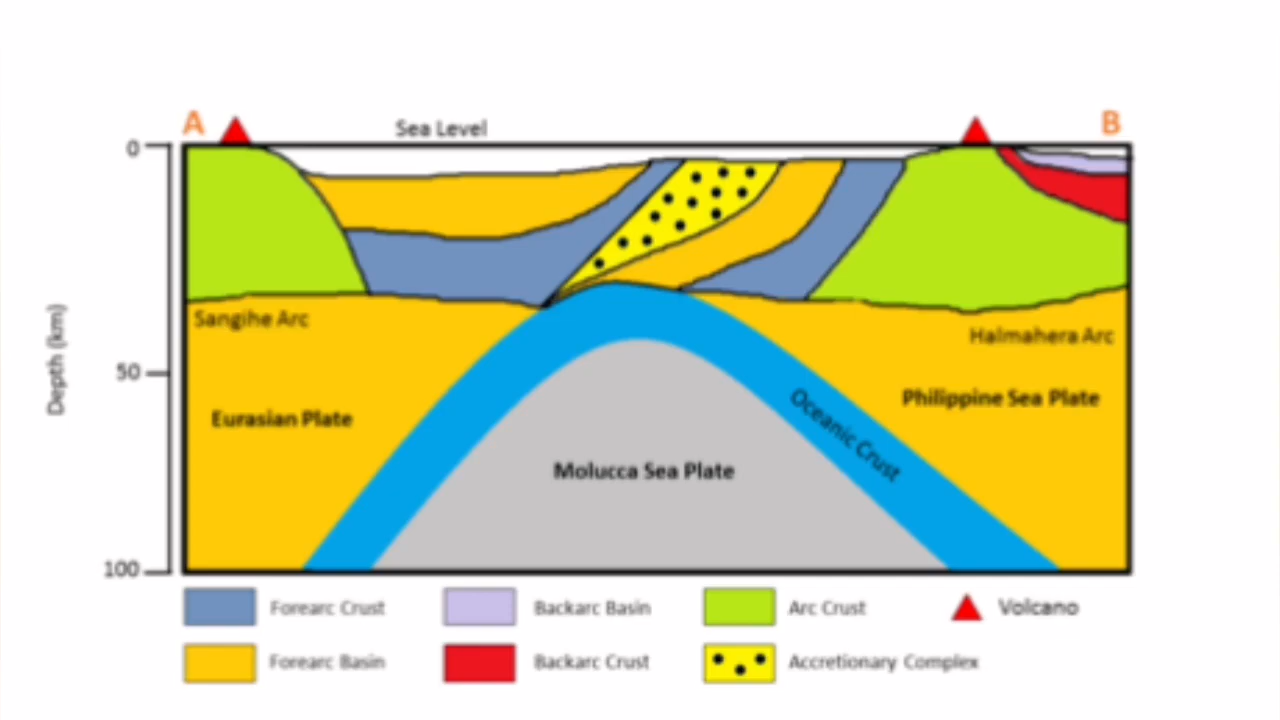 A
B
Sea Level
0
Sangihe Arc
Halmahera Arc
Depth (km)
50
Eurasian Plate
Philippine Sea Plate
Oceanic Crust
Molucca Sea Plate
100
Forearc Crust
Backarc Basin
Arc Crust
Volcano
Forearc Basin
Backarc Crust
Accretionary Complex